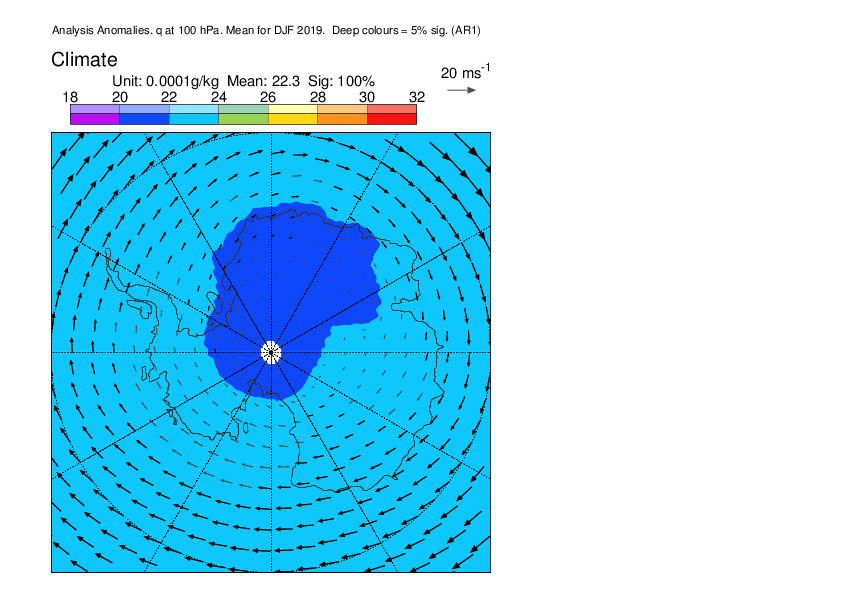 Analysis Anomalies. q at 100 hPa. Mean for DJF 2019. Deep colours = 5% sig. (AR1)
Climate
20 ms-1
Unit: 0.0001g/kg Mean: 22.3 Sig: 100%
18 20 22 24 26 28 30 32